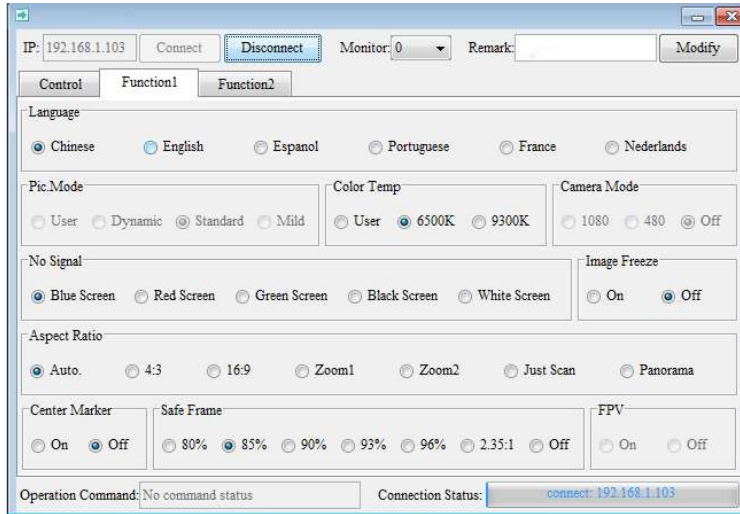 IP: 192.168.1.103 Connect Disconnect Monitor: 0 Remark: Modify
Control Function1 Function2
Language
Chinese English Espanol Portuguese France Nederlands
Pic.Mode Color Temp Camera Mode
User Dynamic Standard Mild User 6500K 9300K 1080 480 Off
No Signal Image Freeze
Blue Screen Red Screen Green Screen Black Screen White Screen On Off
Aspect Ratio
Auto. 4:3 16:9 Zoom1 Zoom2 Just Scan Panorama
Center Marker Safe Frame FPV
On Off 80% 85% 90% 93% 96% 2.35:1 Off On Off
Operation Command: No command status Connection Status: connect: 192.168.1.103